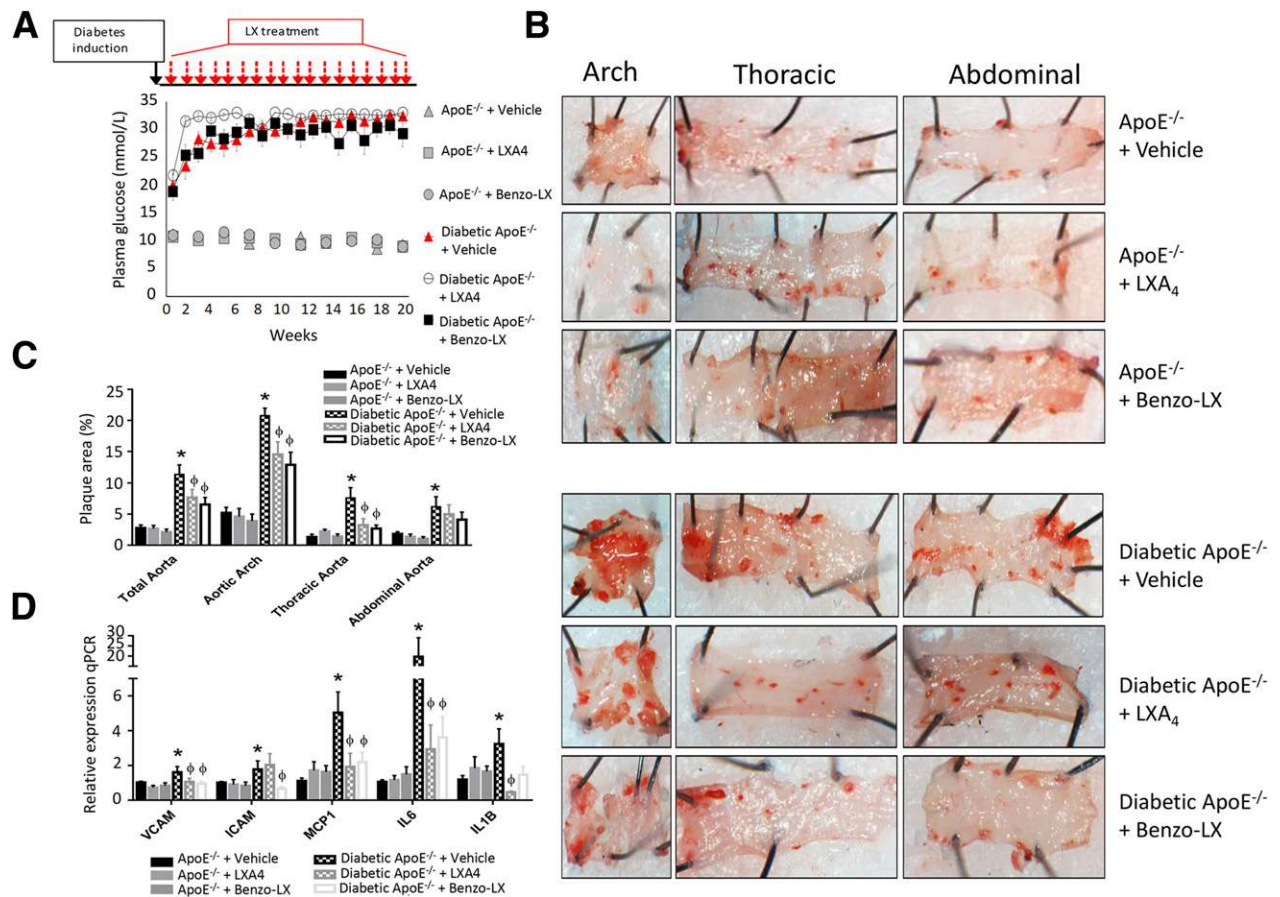 A
Diabetes
induction
LX treatment
35
30
25
20
15
10
5
0
Plasma glucose (mmol/L)
0 2 4 6 8 10 12 14 16 18 20
Weeks
ApoE-/- + Vehicle
ApoE-/- + LXA4
ApoE-/- + Benzo-LX
Diabetic ApoE-/-
+ Vehicle
Diabetic ApoE-/-
+ LXA4
Diabetic ApoE-/-
+ Benzo-LX
B
Arch Thoracic Abdominal
ApoE-/-
+ Vehicle
ApoE-/-
+ LXA4
ApoE-/-
+ Benzo-LX
Diabetic ApoE-/-
+ Vehicle
Diabetic ApoE-/-
+ LXA4
Diabetic ApoE-/-
+ Benzo-LX
C
ApoE-/- + Vehicle
ApoE-/- + LXA4
ApoE-/- + Benzo-LX
Diabetic ApoE-/- + Vehicle
Diabetic ApoE-/- + LXA4
Diabetic ApoE-/- + Benzo-LX
25
20
15
10
5
0
Plaque area (%)
* ϕ ϕ * ϕ ϕ * ϕ ϕ *
Total Aorta
Aortic Arch
Thoracic Aorta
Abdominal Aorta
D
30
25
20
6
4
2
0
Relative expression qPCR
* ϕ ϕ * ϕ * ϕ ϕ * ϕ ϕ * ϕ
VCAM
ICAM
MCP1
IL6
IL1B
ApoE-/- + Vehicle
ApoE-/- + LXA4
ApoE-/- + Benzo-LX
Diabetic ApoE-/- + Vehicle
Diabetic ApoE-/- + LXA4
Diabetic ApoE-/- + Benzo-LX